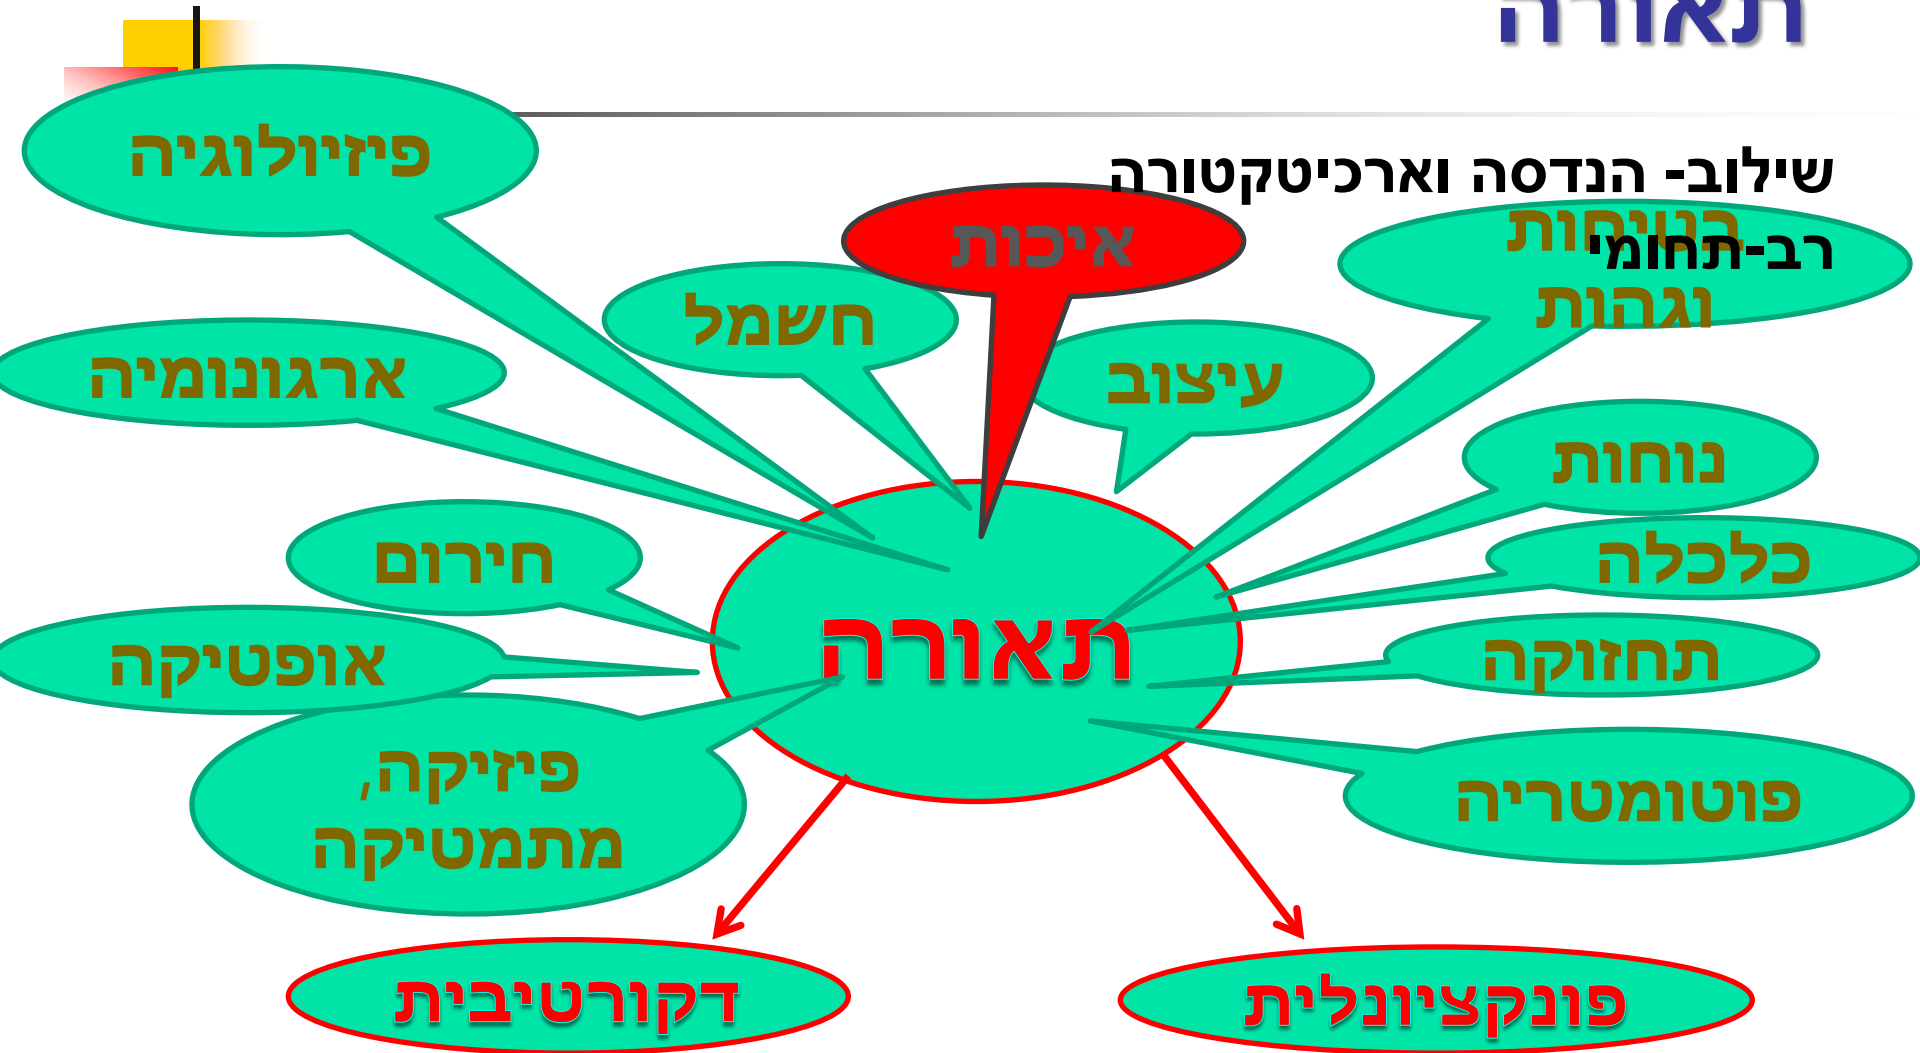 תאורה
שילוב- הנדסה וארכיטקטורה
רב-תחומי
פיזיולוגיה
איכות
בטיחות
וגהות
חשמל
עיצוב
ארגונומיה
נוחות
חירום
כלכלה
תאורה
אופטיקה
תחזוקה
פיזיקה,
מתמטיקה
פוטומטריה
פונקציונלית
דקורטיבית